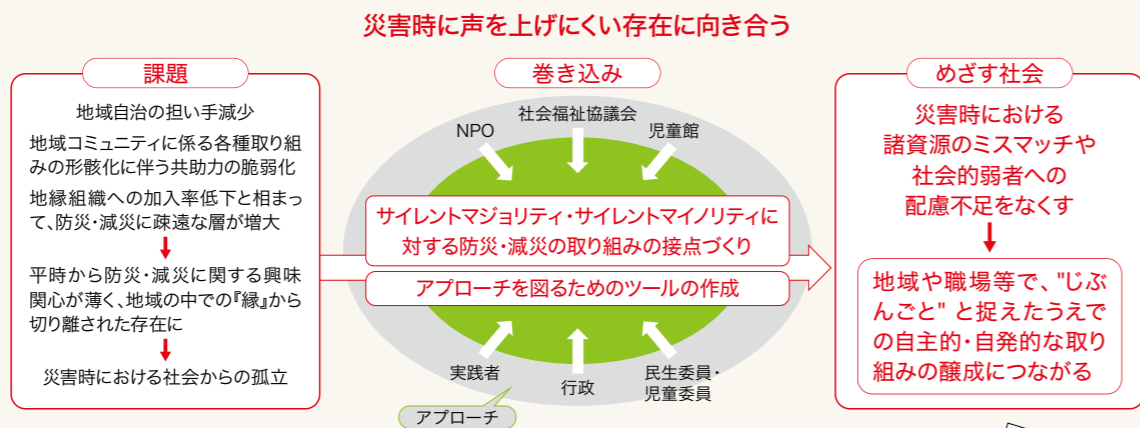 災害時に声を上げにくい存在に向き合う
課題
地域自治の担い手減少
地域コミュニティに係る各種取り組
みの形骸化に伴う共助力の脆弱化
地縁組織への加入率低下と相まっ
て、防災・減災に疎遠な層が増大
平時から防災・減災に関する興味
関心が薄く、地域の中での『縁』から
切り離された存在に
災害時における社会からの孤立
巻き込み
NPO
社会福祉協議会
児童館
サイレントマジョリティ・サイレントマイノリティに
対する防災・減災の取り組みの接点づくり
アプローチを図るためのツールの作成
実践者
行政
民生委員・
児童委員
アプローチ
めざす社会
災害時における
諸資源のミスマッチや
社会的弱者への
配慮不足をなくす
地域や職場等で、"じぶ
んごと" と捉えたうえで
の自主的・自発的な取り
組みの醸成につながる